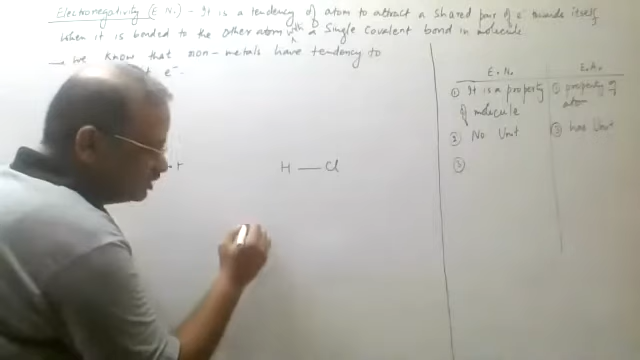 Electronegativity (E.N.) - It is a tendency of atom to attract a shared pair of e⁻ towards itself
when it is bonded to the other atom with a single covalent bond in molecule
→ we know that non-metals have tendency to
e⁻.
H — Cl
E.N.
① It is a property
of molecule
② No Unit
③
E.A.
① property of
atom
② has Unit